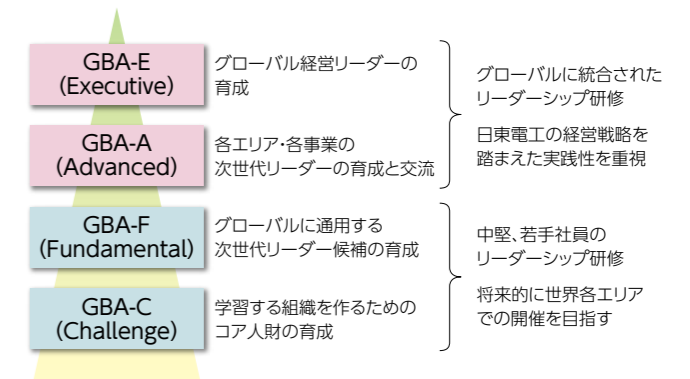 GBA-E
(Executive)
グローバル経営リーダーの
育成
GBA-A
(Advanced)
各エリア・各事業の
次世代リーダーの育成と交流
グローバルに統合された
リーダーシップ研修
日東電工の経営戦略を
踏まえた実践性を重視
GBA-F
(Fundamental)
グローバルに通用する
次世代リーダー候補の育成
GBA-C
(Challenge)
学習する組織を作るための
コア人財の育成
中堅、若手社員の
リーダーシップ研修
将来的に世界各エリア
での開催を目指す